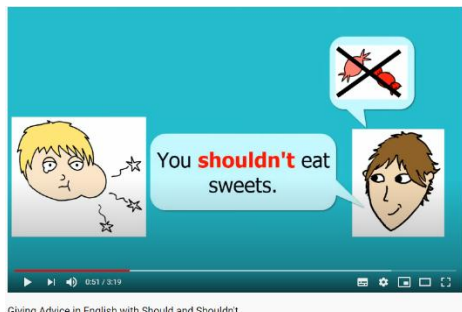 You shouldn't eat
sweets.
0:51 / 3:19
Giving Advice in English with Should and Shouldn't